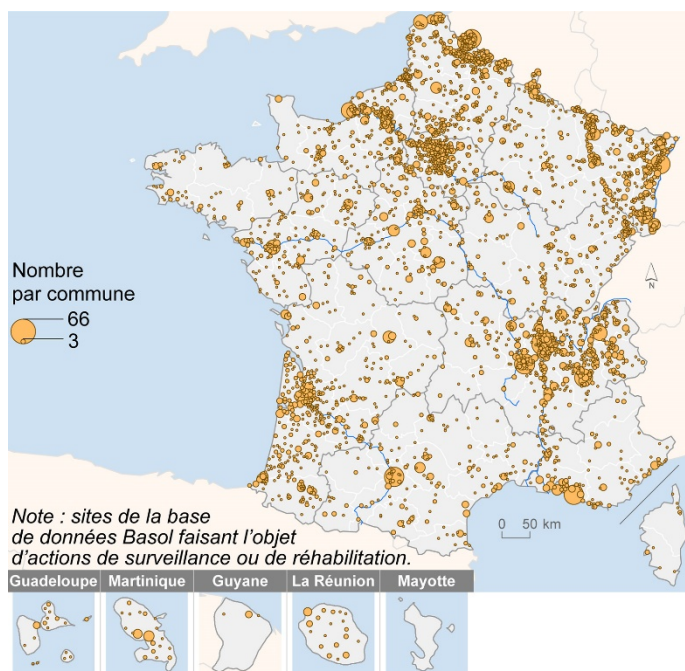 Nombre
par commune
66
3
N
Note : sites de la base
de données Basol faisant l'objet
d'actions de surveillance ou de réhabilitation.
0 50 km
Guadeloupe Martinique Guyane La Réunion Mayotte